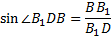 sin∠B₁DB = BB₁/B₁D